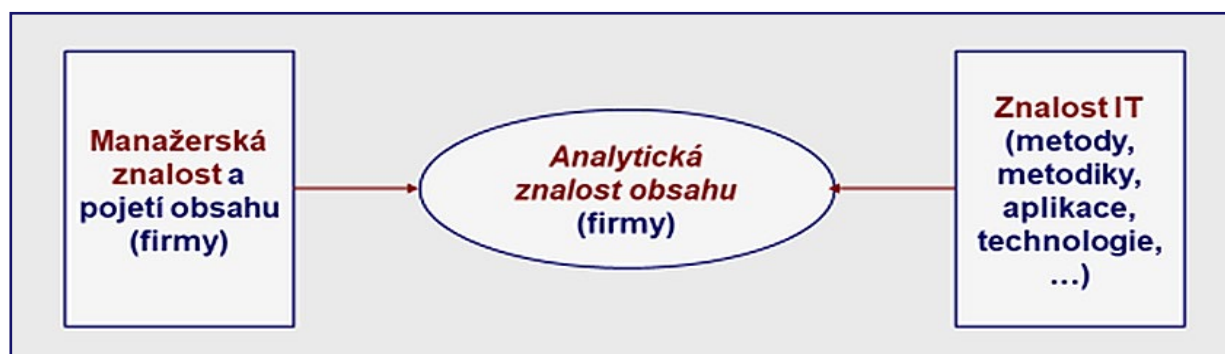 Manažerská
znalost a
pojetí obsahu
(firmy)
Analytická
znalost obsahu
(firmy)
Znalost IT
(metody,
metodiky,
aplikace,
technologie,
…)